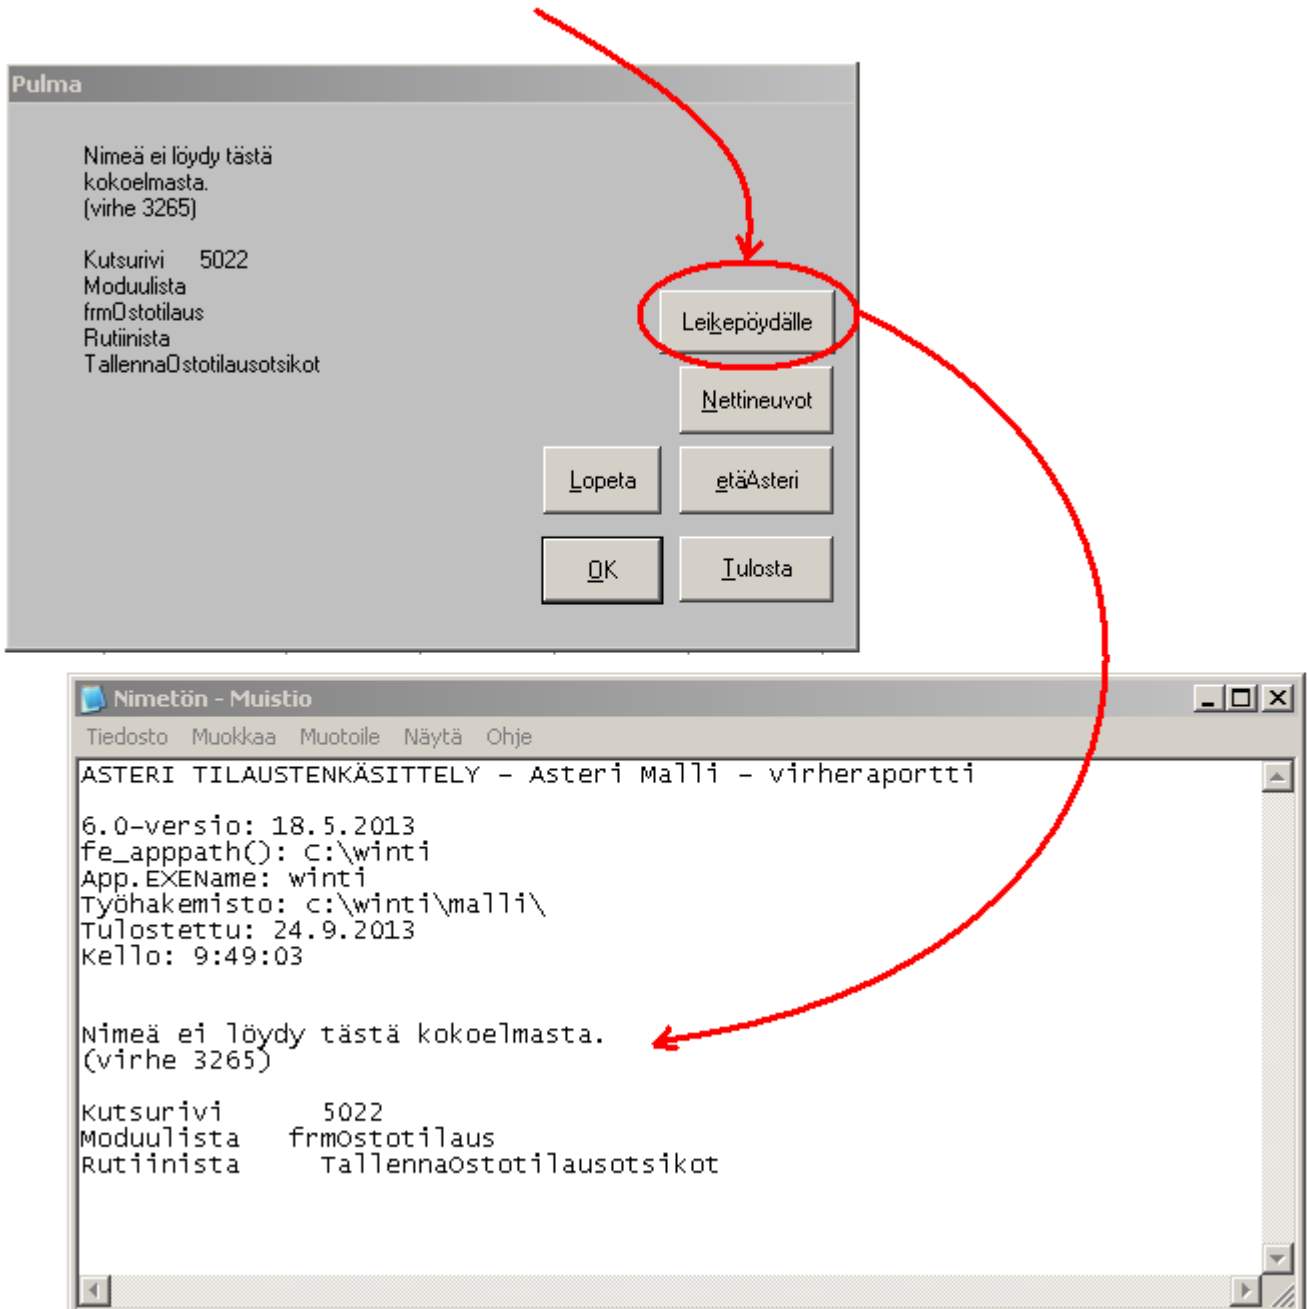 Pulma
Nimeä ei löydy tästä
kokoelmasta.
(virhe 3265)
Kutsurivi 5022
Moduulista
frmOstotilaus
Rutiinista
TallennaOstotilausotsikot
Leikepöydälle
Nettineuvot
Lopeta etäAsteri
OK Tulosta
Nimetön - Muistio
Tiedosto Muokkaa Muotoile Näytä Ohje
ASTERI TILAUSTENKÄSITTELY - Asteri Malli - virheraportti
6.0-versio: 18.5.2013
fe_apppath(): C:\winti
App.EXEName: winti
Työhakemisto: c:\winti\malli\
Tulostettu: 24.9.2013
Kello: 9:49:03
Nimeä ei löydy tästä kokoelmasta.
(virhe 3265)
Kutsurivi 5022
Moduulista frmOstotilaus
Rutiinista TallennaOstotilausotsikot